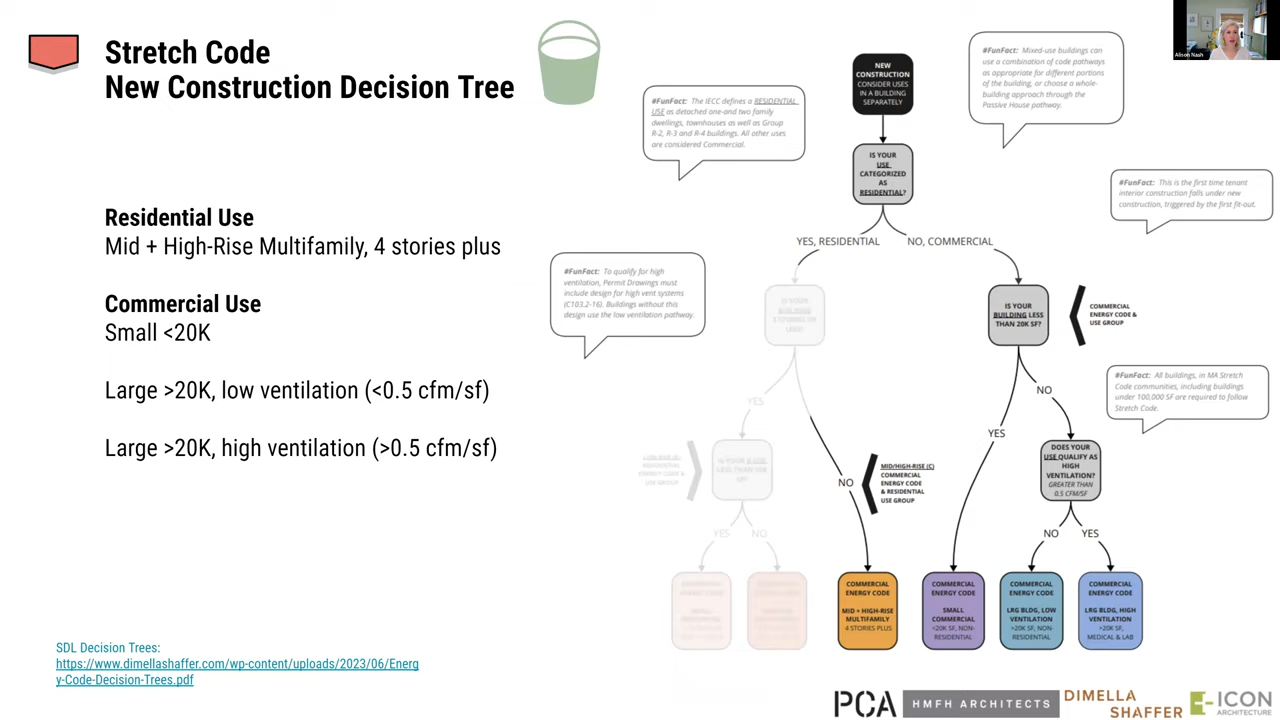 Stretch Code
New Construction Decision Tree
Residential Use
Mid + High-Rise Multifamily, 4 stories plus
Commercial Use
Small <20K
Large >20K, low ventilation (<0.5 cfm/sf)
Large >20K, high ventilation (>0.5 cfm/sf)
SDL Decision Trees:
https://www.dimellashaffer.com/wp-content/uploads/2023/06/Energ
y-Code-Decision-Trees.pdf
Alison Nash
#FunFact: Mixed-use buildings can
use a combination of code pathways
as appropriate for different portions
of the building, or choose a whole-
building approach through the
Passive House pathway.
NEW
CONSTRUCTION
CONSIDER USES
IN A BUILDING
SEPARATELY
#FunFact: The IECC defines a RESIDENTIAL
USE as detached one-and two family
dwellings, townhouses as well as Group
R-2, R-3 and R-4 buildings. All other uses
are considered Commercial.
IS YOUR
USE
CATEGORIZED
AS
RESIDENTIAL?
#FunFact: This is the first time tenant
interior construction falls under new
construction, triggered by the first fit-out.
YES, RESIDENTIAL
NO, COMMERCIAL
#FunFact: To qualify for high
ventilation, Permit Drawings must
include design for high vent systems
(C103.2-16). Buildings without this
design use the low ventilation pathway.
IS YOUR
BUILDING LESS
THAN 20K SF?
COMMERCIAL
ENERGY CODE &
USE GROUP
#FunFact: All buildings, in MA Stretch
Code communities, including buildings
under 100,000 SF are required to follow
Stretch Code.
YES
NO
YES
DOES YOUR
USE QUALIFY AS
HIGH
VENTILATION?
GREATER THAN
0.5 CFM/SF
NO
MID/HIGH-RISE (C)
COMMERCIAL
ENERGY CODE
& RESIDENTIAL
USE GROUP
YES
NO
NO
YES
COMMERCIAL
ENERGY CODE
MID + HIGH-RISE
MULTIFAMILY
4 STORIES PLUS
COMMERCIAL
ENERGY CODE
SMALL
COMMERCIAL
<20K SF, NON-
RESIDENTIAL
COMMERCIAL
ENERGY CODE
LRG BLDG, LOW
VENTILATION
>20K SF, NON-
RESIDENTIAL
COMMERCIAL
ENERGY CODE
LRG BLDG, HIGH
VENTILATION
>20K SF,
MEDICAL & LAB
PCA
HMFH ARCHITECTS
DIMELLA
SHAFFER
E-ICON
ARCHITECTURE